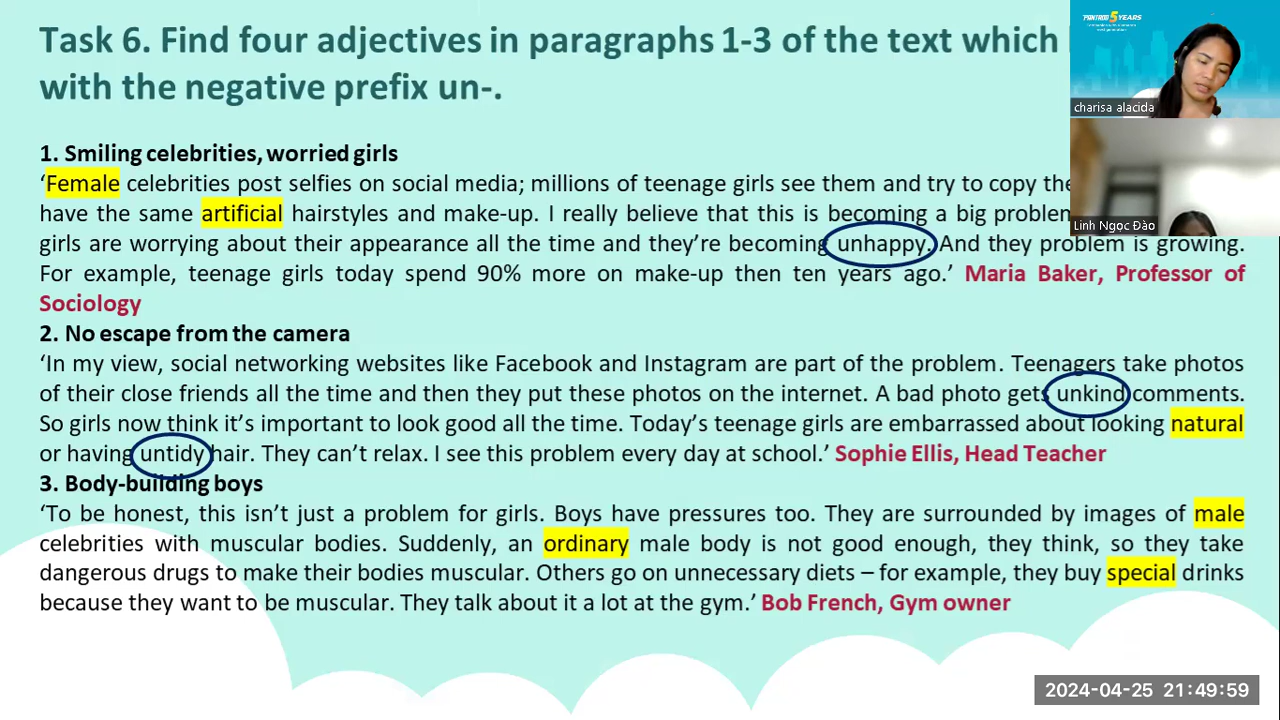 Task 6. Find four adjectives in paragraphs 1-3 of the text which
with the negative prefix un-.
PANTADO 5 YEARS
charisa alacida
Linh Ngọc Đào
1. Smiling celebrities, worried girls
‘Female celebrities post selfies on social media; millions of teenage girls see them and try to copy
have the same artificial hairstyles and make-up. I really believe that this is becoming a big problem
girls are worrying about their appearance all the time and they’re becoming unhappy. And they problem is growing.
For example, teenage girls today spend 90% more on make-up then ten years ago.’ Maria Baker, Professor of
Sociology
2. No escape from the camera
‘In my view, social networking websites like Facebook and Instagram are part of the problem. Teenagers take photos
of their close friends all the time and then they put these photos on the internet. A bad photo gets unkind comments.
So girls now think it’s important to look good all the time. Today’s teenage girls are embarrassed about looking natural
or having untidy hair. They can’t relax. I see this problem every day at school.’ Sophie Ellis, Head Teacher
3. Body-building boys
‘To be honest, this isn’t just a problem for girls. Boys have pressures too. They are surrounded by images of male
celebrities with muscular bodies. Suddenly, an ordinary male body is not good enough, they think, so they take
dangerous drugs to make their bodies muscular. Others go on unnecessary diets – for example, they buy special drinks
because they want to be muscular. They talk about it a lot at the gym.’ Bob French, Gym owner
2024-04-25 21:49:59